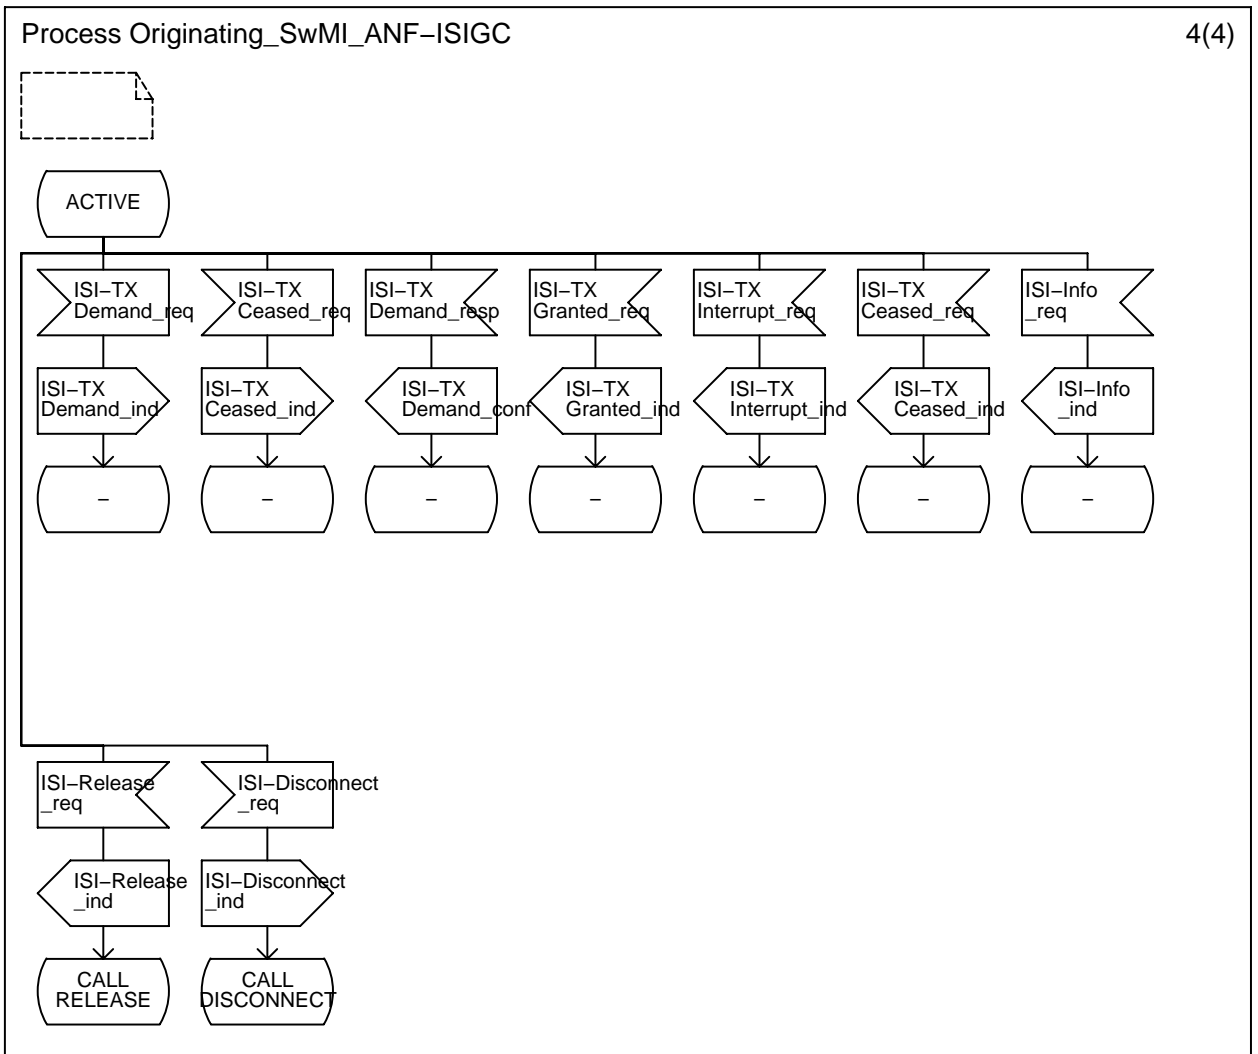 Process Originating_SwMI_ANF−ISIGC
4(4)
ACTIVE
ISI−TX
Demand_req
ISI−TX
Ceased_req
ISI−TX
Demand_resp
ISI−TX
Granted_req
ISI−TX
Interrupt_req
ISI−TX
Ceased_req
ISI−Info
_req
ISI−TX
Demand_ind
ISI−TX
Ceased_ind
ISI−TX
Demand_conf
ISI−TX
Granted_ind
ISI−TX
Interrupt_ind
ISI−TX
Ceased_ind
ISI−Info
_ind
−
−
−
−
−
−
−
ISI−Release
_req
ISI−Disconnect
_req
ISI−Release
_ind
ISI−Disconnect
_ind
CALL
RELEASE
CALL
DISCONNECT